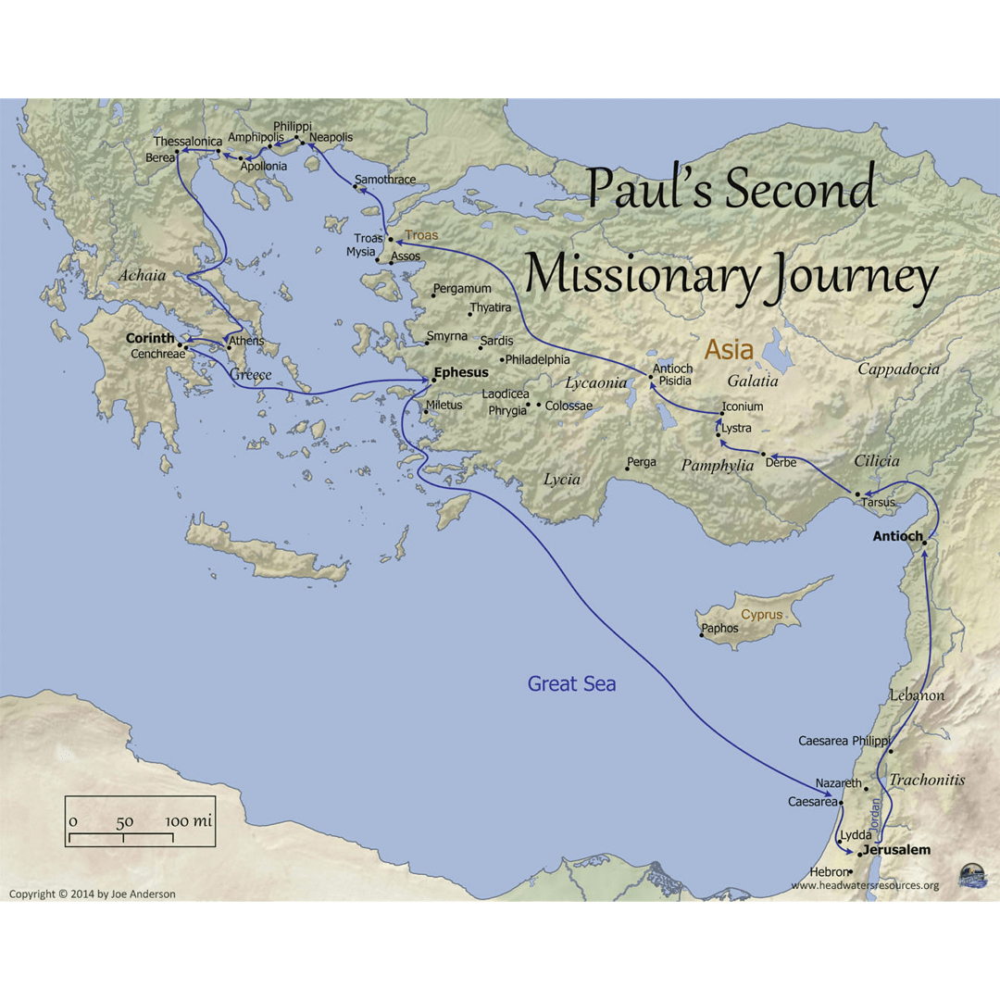 Paul's Second
Missionary Journey
Philippi
Amphipolis
Neapolis
Thessalonica
Berea
Apollonia
Samothrace
Troas
Troas
Mysia
Assos
Achaia
Pergamum
Thyatira
Corinth
Cenchreae
Athens
Greece
Smyrna
Sardis
Philadelphia
Ephesus
Laodicea
Phrygia
Colossae
Miletus
Asia
Antioch
Pisidia
Lycaonia
Galatia
Cappadocia
Iconium
Lystra
Derbe
Perga
Pamphylia
Lycia
Cilicia
Tarsus
Antioch
Cyprus
Paphos
Great Sea
Lebanon
Caesarea Philippi
Trachonitis
Nazareth
Caesarea
Jordan
Lydda
Jerusalem
Hebron
www.headwatersresources.org
0 50 100 mi
Copyright © 2014 by Joe Anderson